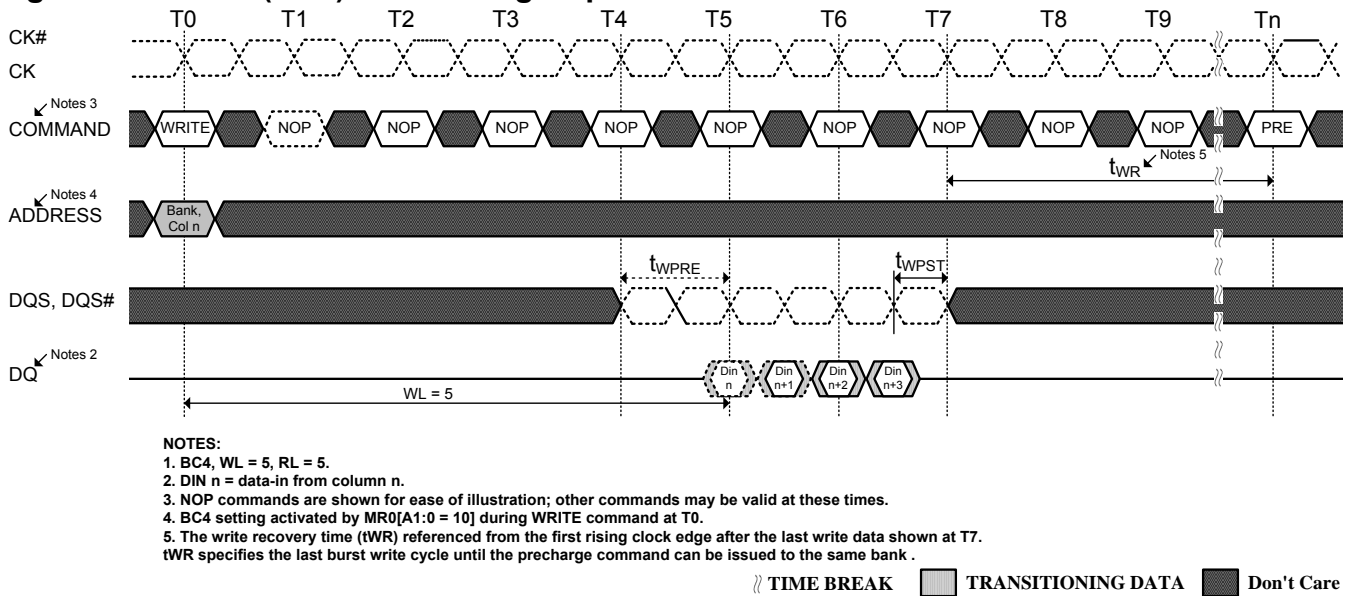 T0 T1 T2 T3 T4 T5 T6 T7 T8 T9 Tn
CK#
CK
Notes 3
COMMAND
WRITE NOP NOP NOP NOP NOP NOP NOP NOP NOP PRE
tWR Notes 5
Notes 4
ADDRESS
Bank,
Col n
tWPRE tWPST
DQS, DQS#
Notes 2
DQ
Din
n
Din
n+1
Din
n+2
Din
n+3
WL = 5
NOTES:
1. BC4, WL = 5, RL = 5.
2. DIN n = data-in from column n.
3. NOP commands are shown for ease of illustration; other commands may be valid at these times.
4. BC4 setting activated by MR0[A1:0 = 10] during WRITE command at T0.
5. The write recovery time (tWR) referenced from the first rising clock edge after the last write data shown at T7.
tWR specifies the last burst write cycle until the precharge command can be issued to the same bank .
TIME BREAK TRANSITIONING DATA Don't Care